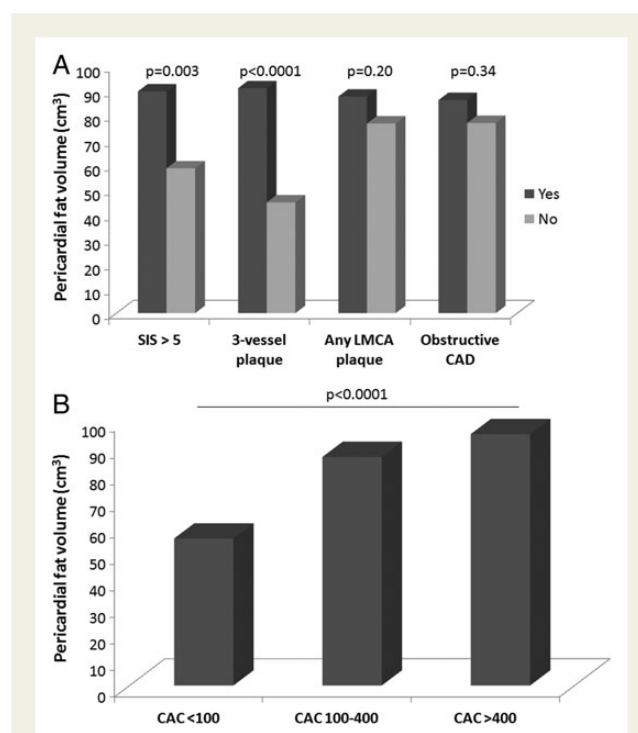 A
p=0.003 p<0.0001 p=0.20 p=0.34
Pericardial fat volume (cm³)
100
90
80
70
60
50
40
30
20
10
0
Yes
No
SIS > 5 3-vessel plaque Any LMCA plaque Obstructive CAD
B
p<0.0001
Pericardial fat volume (cm³)
100
90
80
70
60
50
40
30
20
10
0
CAC <100 CAC 100-400 CAC >400